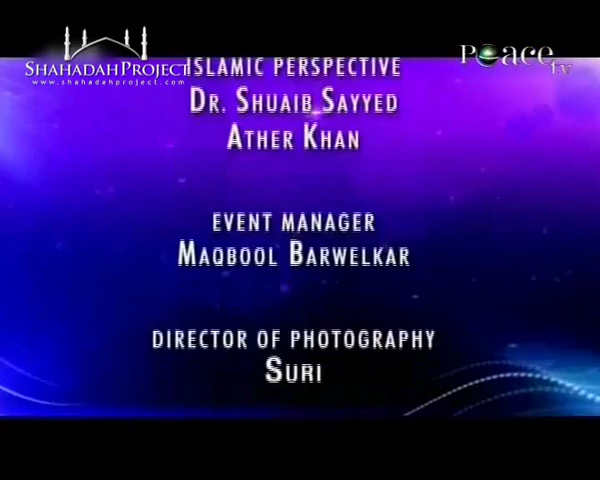 SHAHADAHPROJECT
www.shahadahproject.com
Peace
tv
ISLAMIC PERSPECTIVE
DR. SHUAIB SAYYED
ATHER KHAN
EVENT MANAGER
MAQBOOL BARWELKAR
DIRECTOR OF PHOTOGRAPHY
SURI